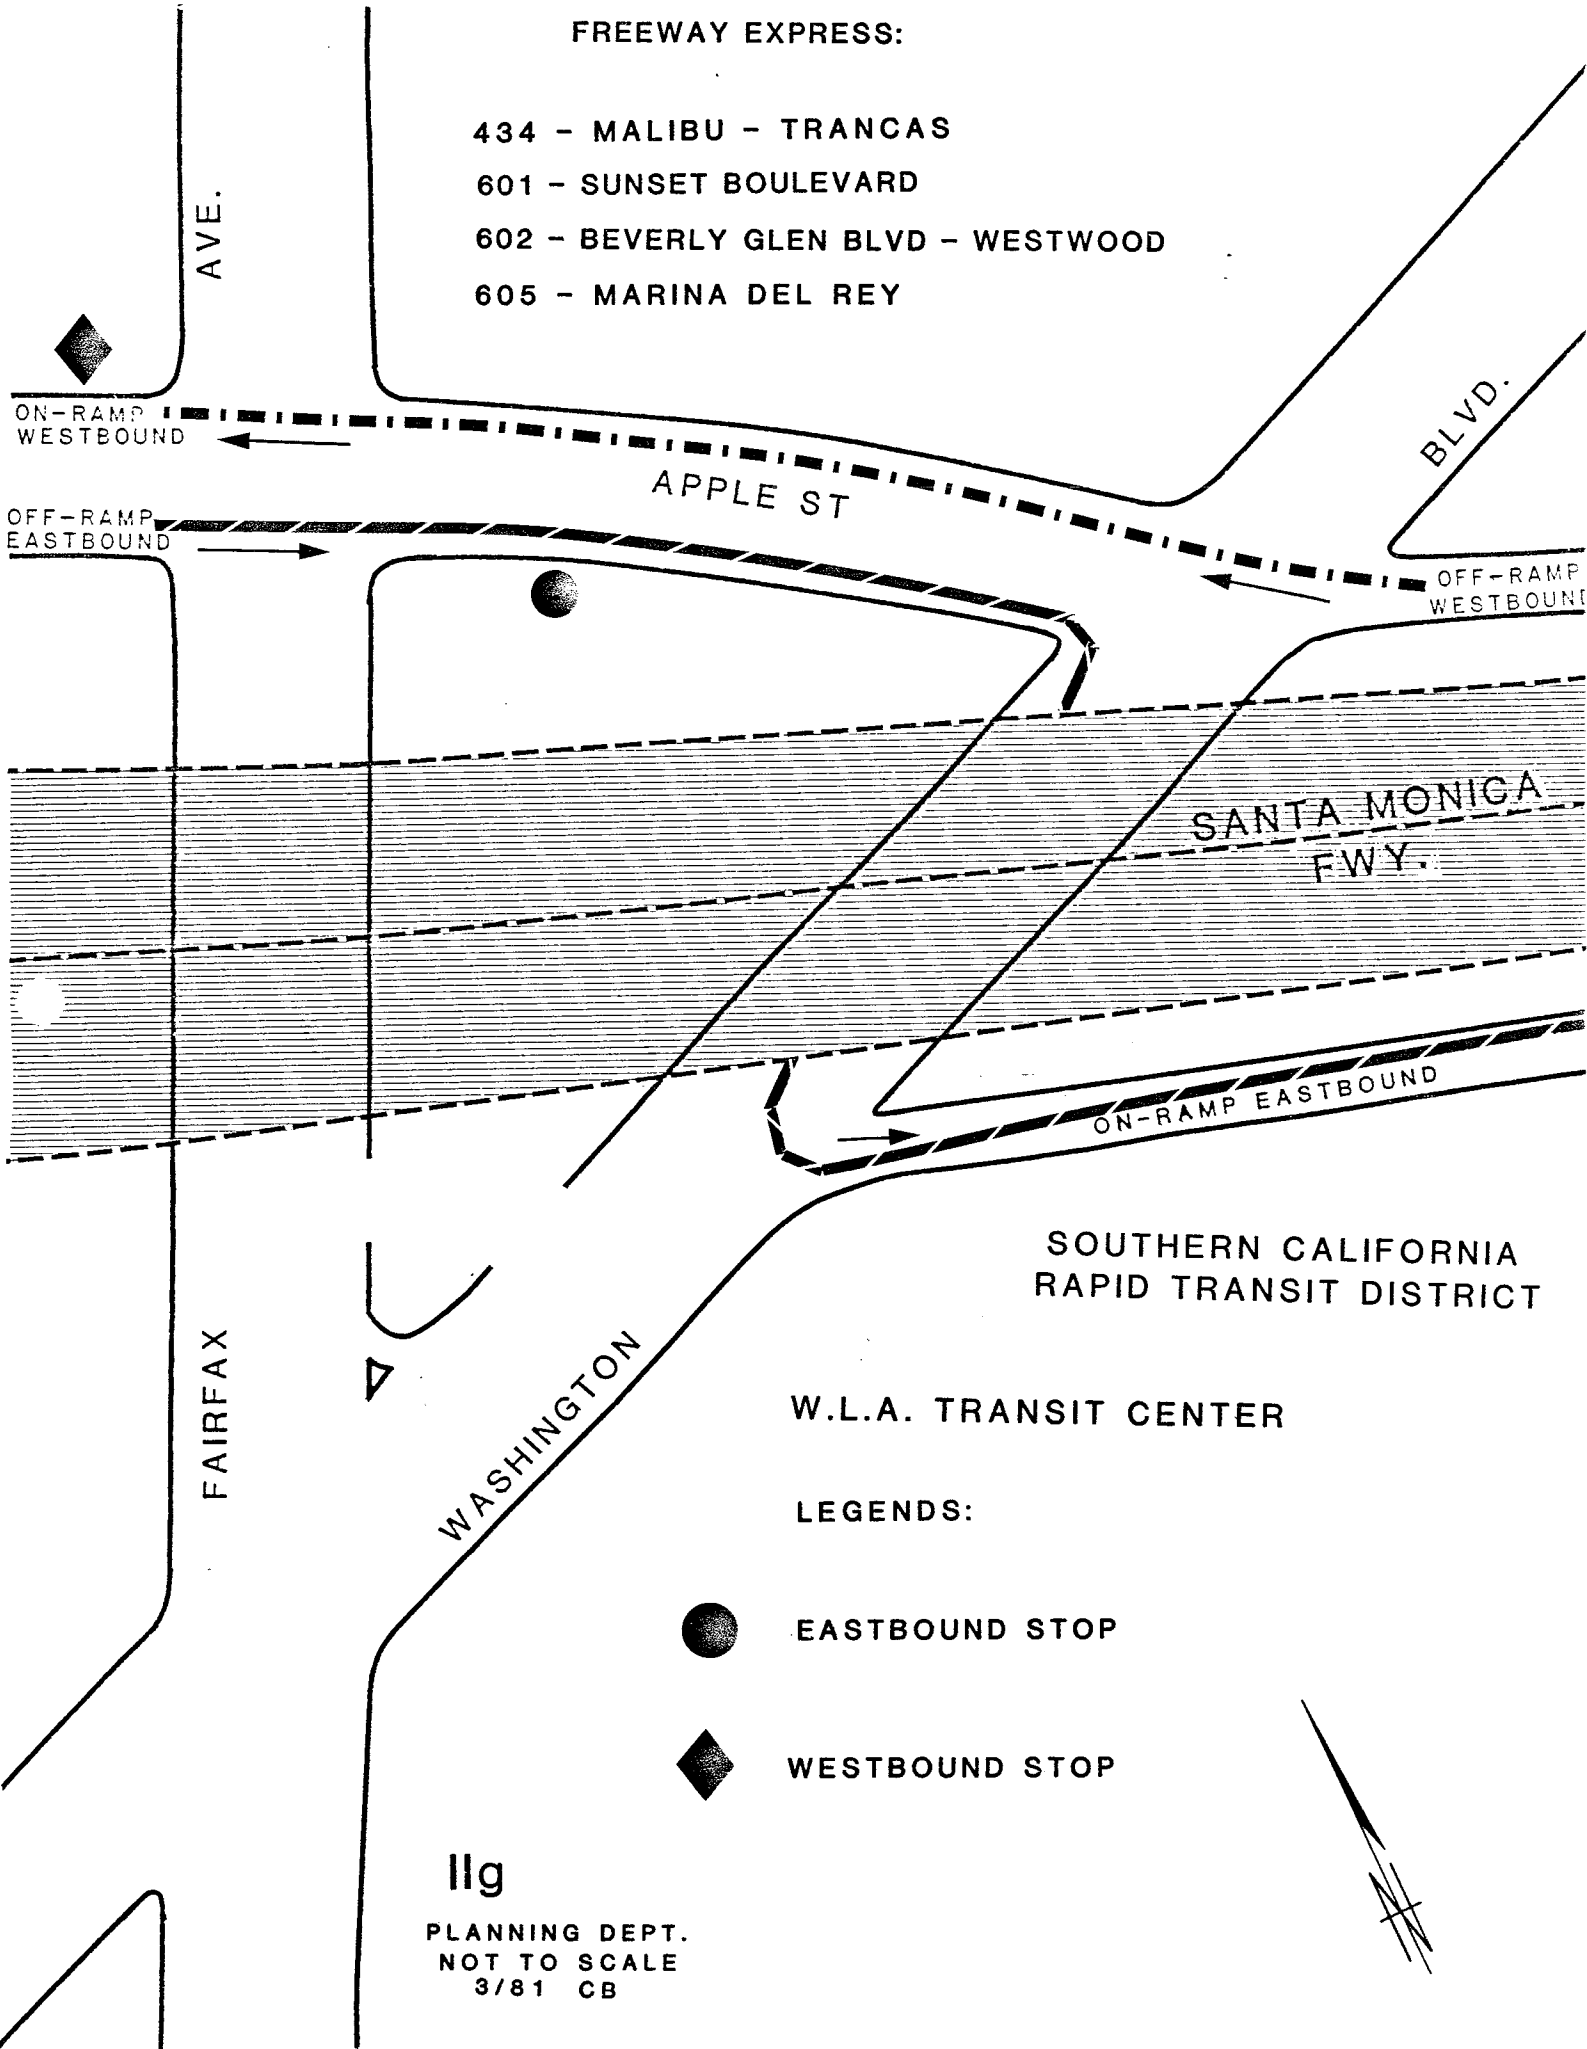 FREEWAY EXPRESS:
434 - MALIBU - TRANCAS
601 - SUNSET BOULEVARD
602 - BEVERLY GLEN BLVD - WESTWOOD
605 - MARINA DEL REY
AVE.
BLVD.
ON-RAMP
WESTBOUND
APPLE ST
OFF-RAMP
EASTBOUND
OFF-RAMP
WESTBOUND
SANTA MONICA
FWY.
ON-RAMP EASTBOUND
SOUTHERN CALIFORNIA
RAPID TRANSIT DISTRICT
FAIRFAX
WASHINGTON
W.L.A. TRANSIT CENTER
LEGENDS:
EASTBOUND STOP
WESTBOUND STOP
N
llg
PLANNING DEPT.
NOT TO SCALE
3/81 CB